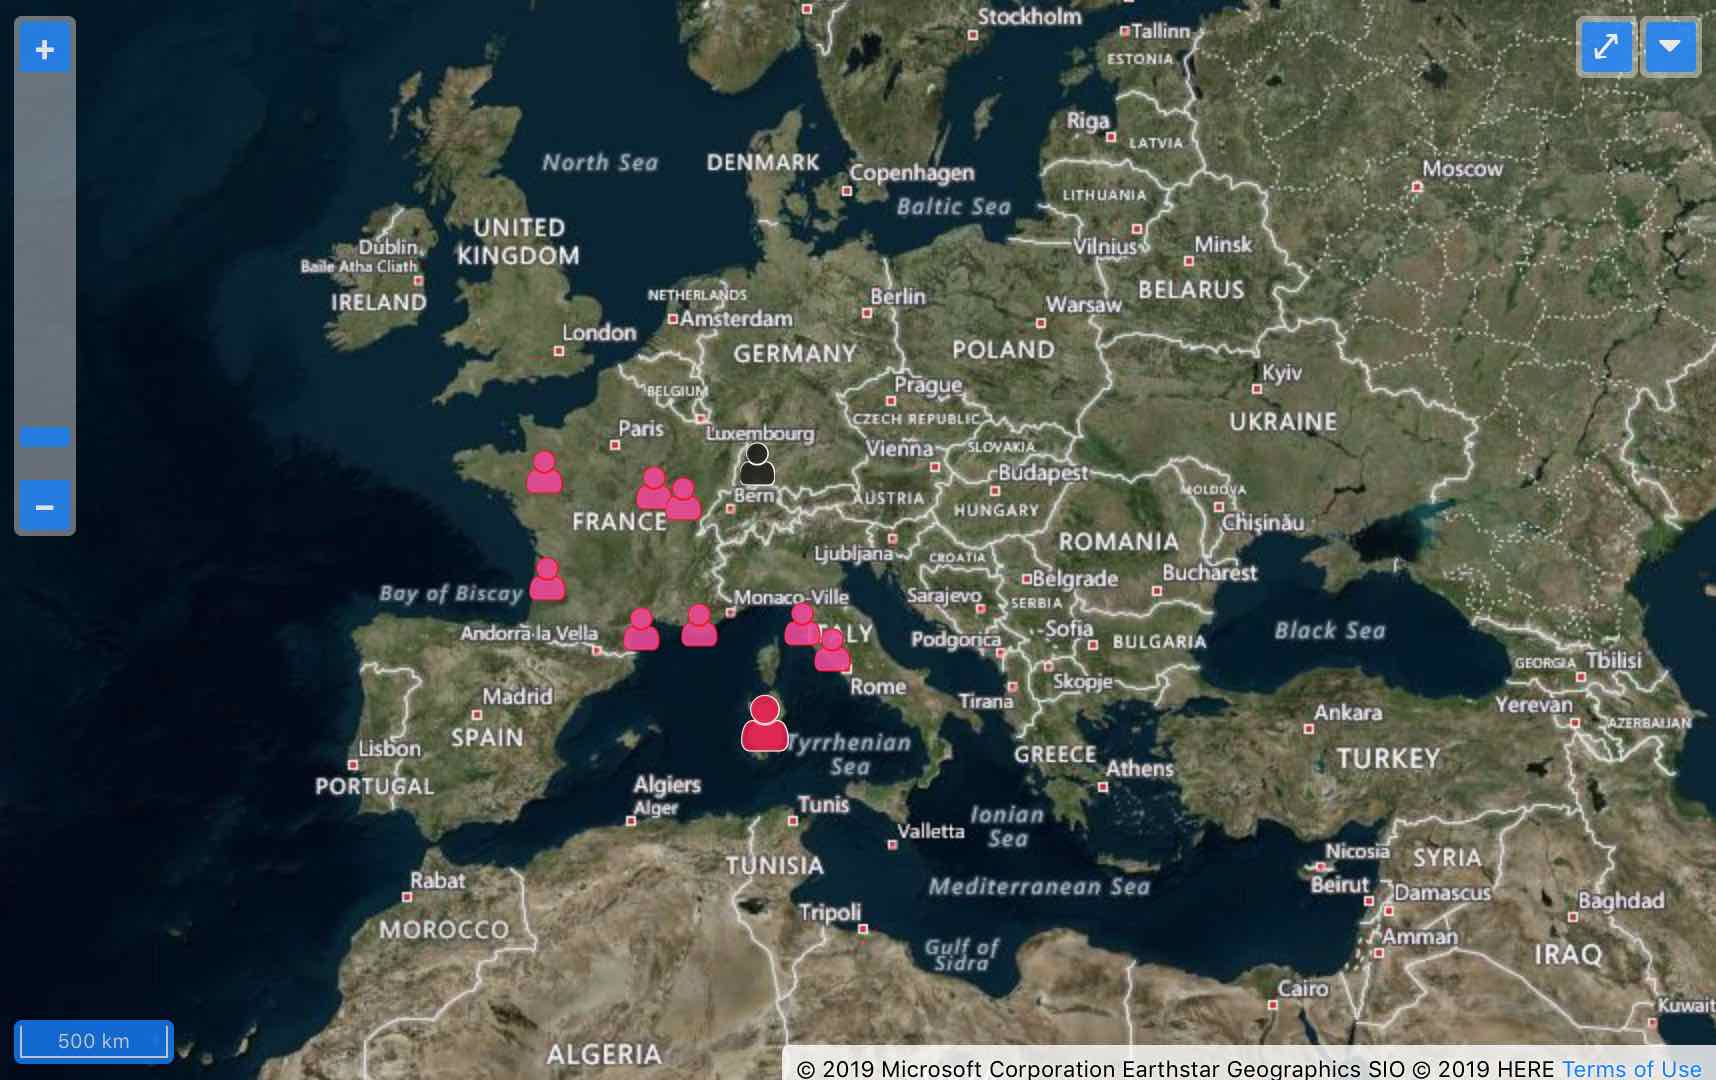 Stockholm
Tallinn
ESTONIA
Riga
LATVIA
North Sea
DENMARK
Copenhagen
Moscow
LITHUANIA
Baltic Sea
UNITED
KINGDOM
Dublin
Baile Átha Cliath
IRELAND
Vilnius
Minsk
BELARUS
NETHERLANDS
Amsterdam
Berlin
Warsaw
London
GERMANY
POLAND
Kyiv
BELGIUM
Prague
CZECH REPUBLIC
UKRAINE
Paris
Luxembourg
Vienna
SLOVAKIA
Budapest
Bern
AUSTRIA
HUNGARY
MOLDOVA
Chișinău
FRANCE
Ljubljana
CROATIA
ROMANIA
Belgrade
Bucharest
Bay of Biscay
Monaco-Ville
Sarajevo
SERBIA
Andorra la Vella
ITALY
Podgorica
Sofia
BULGARIA
Black Sea
GEORGIA
Tbilisi
Rome
Skopje
Tirana
Madrid
SPAIN
Yerevan
AZERBAIJAN
Ankara
Lisbon
PORTUGAL
Tyrrhenian
Sea
GREECE
Athens
TURKEY
Algiers
Alger
Tunis
Valletta
Ionian
Sea
TUNISIA
Nicosia
SYRIA
Rabat
Mediterranean Sea
Beirut
Damascus
Baghdad
MOROCCO
Tripoli
Gulf of
Sidra
Amman
IRAQ
Cairo
Kuwait
500 km
ALGERIA
© 2019 Microsoft Corporation Earthstar Geographics SIO © 2019 HERE Terms of Use